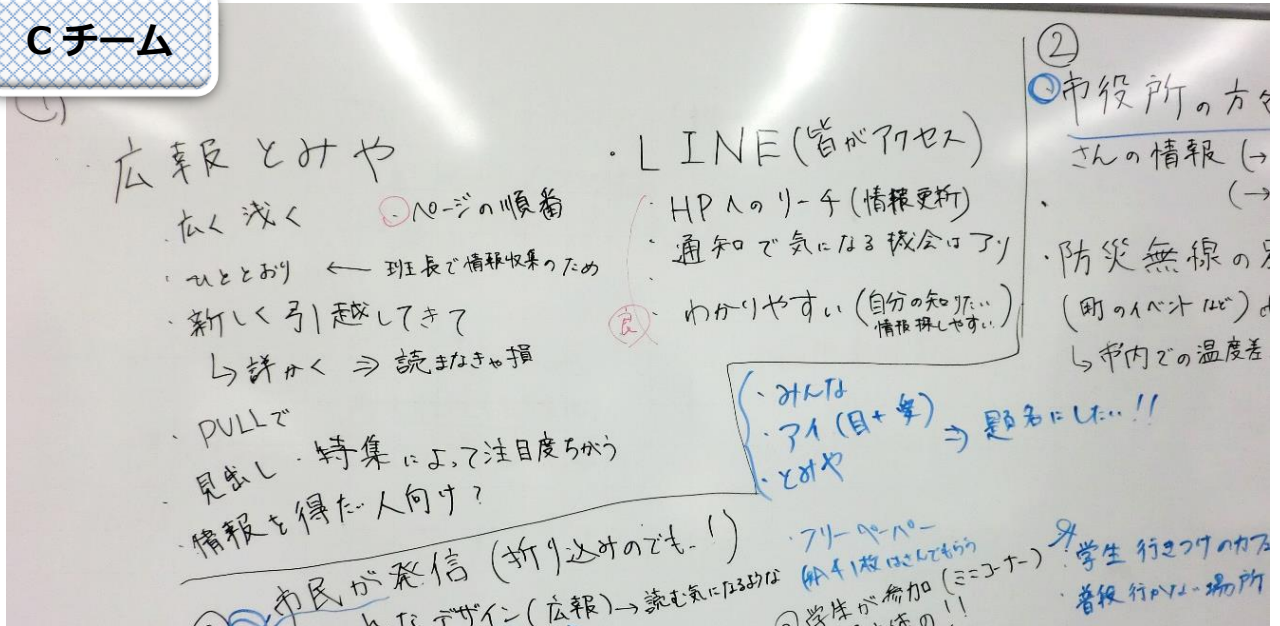 Cチーム
①
・広報とみや
・広く浅く
・ページの順番
・ひととおり ← 班長で情報収集のため
・新しく引越してきて
↳詳かく ⇒ 読まなきゃ損
・PULLで
見出し・特集によって注目度ちがう
・情報を得たい人向け?
・LINE(皆がアクセス)
・HPへのリーチ(情報更新)
・通知で気になる機会はアリ
・わかりやすい(自分の知りたい情報探しやすい)
良
②
市役所の方々
さんの情報(→
(→
・防災無線の
(町のイベントなど)
↳市内での温度差
・みんな
・アイ(目+愛)⇒題名にしたい!!
・とみや
市民が発信(折り込みのでも!)
デザイン(広報)→読む気になるような
・フリーペーパー
1枚はさんでもらう
学生が参加(ミニコーナー)
学生 行きつけのカフェ
・普段行かない場所